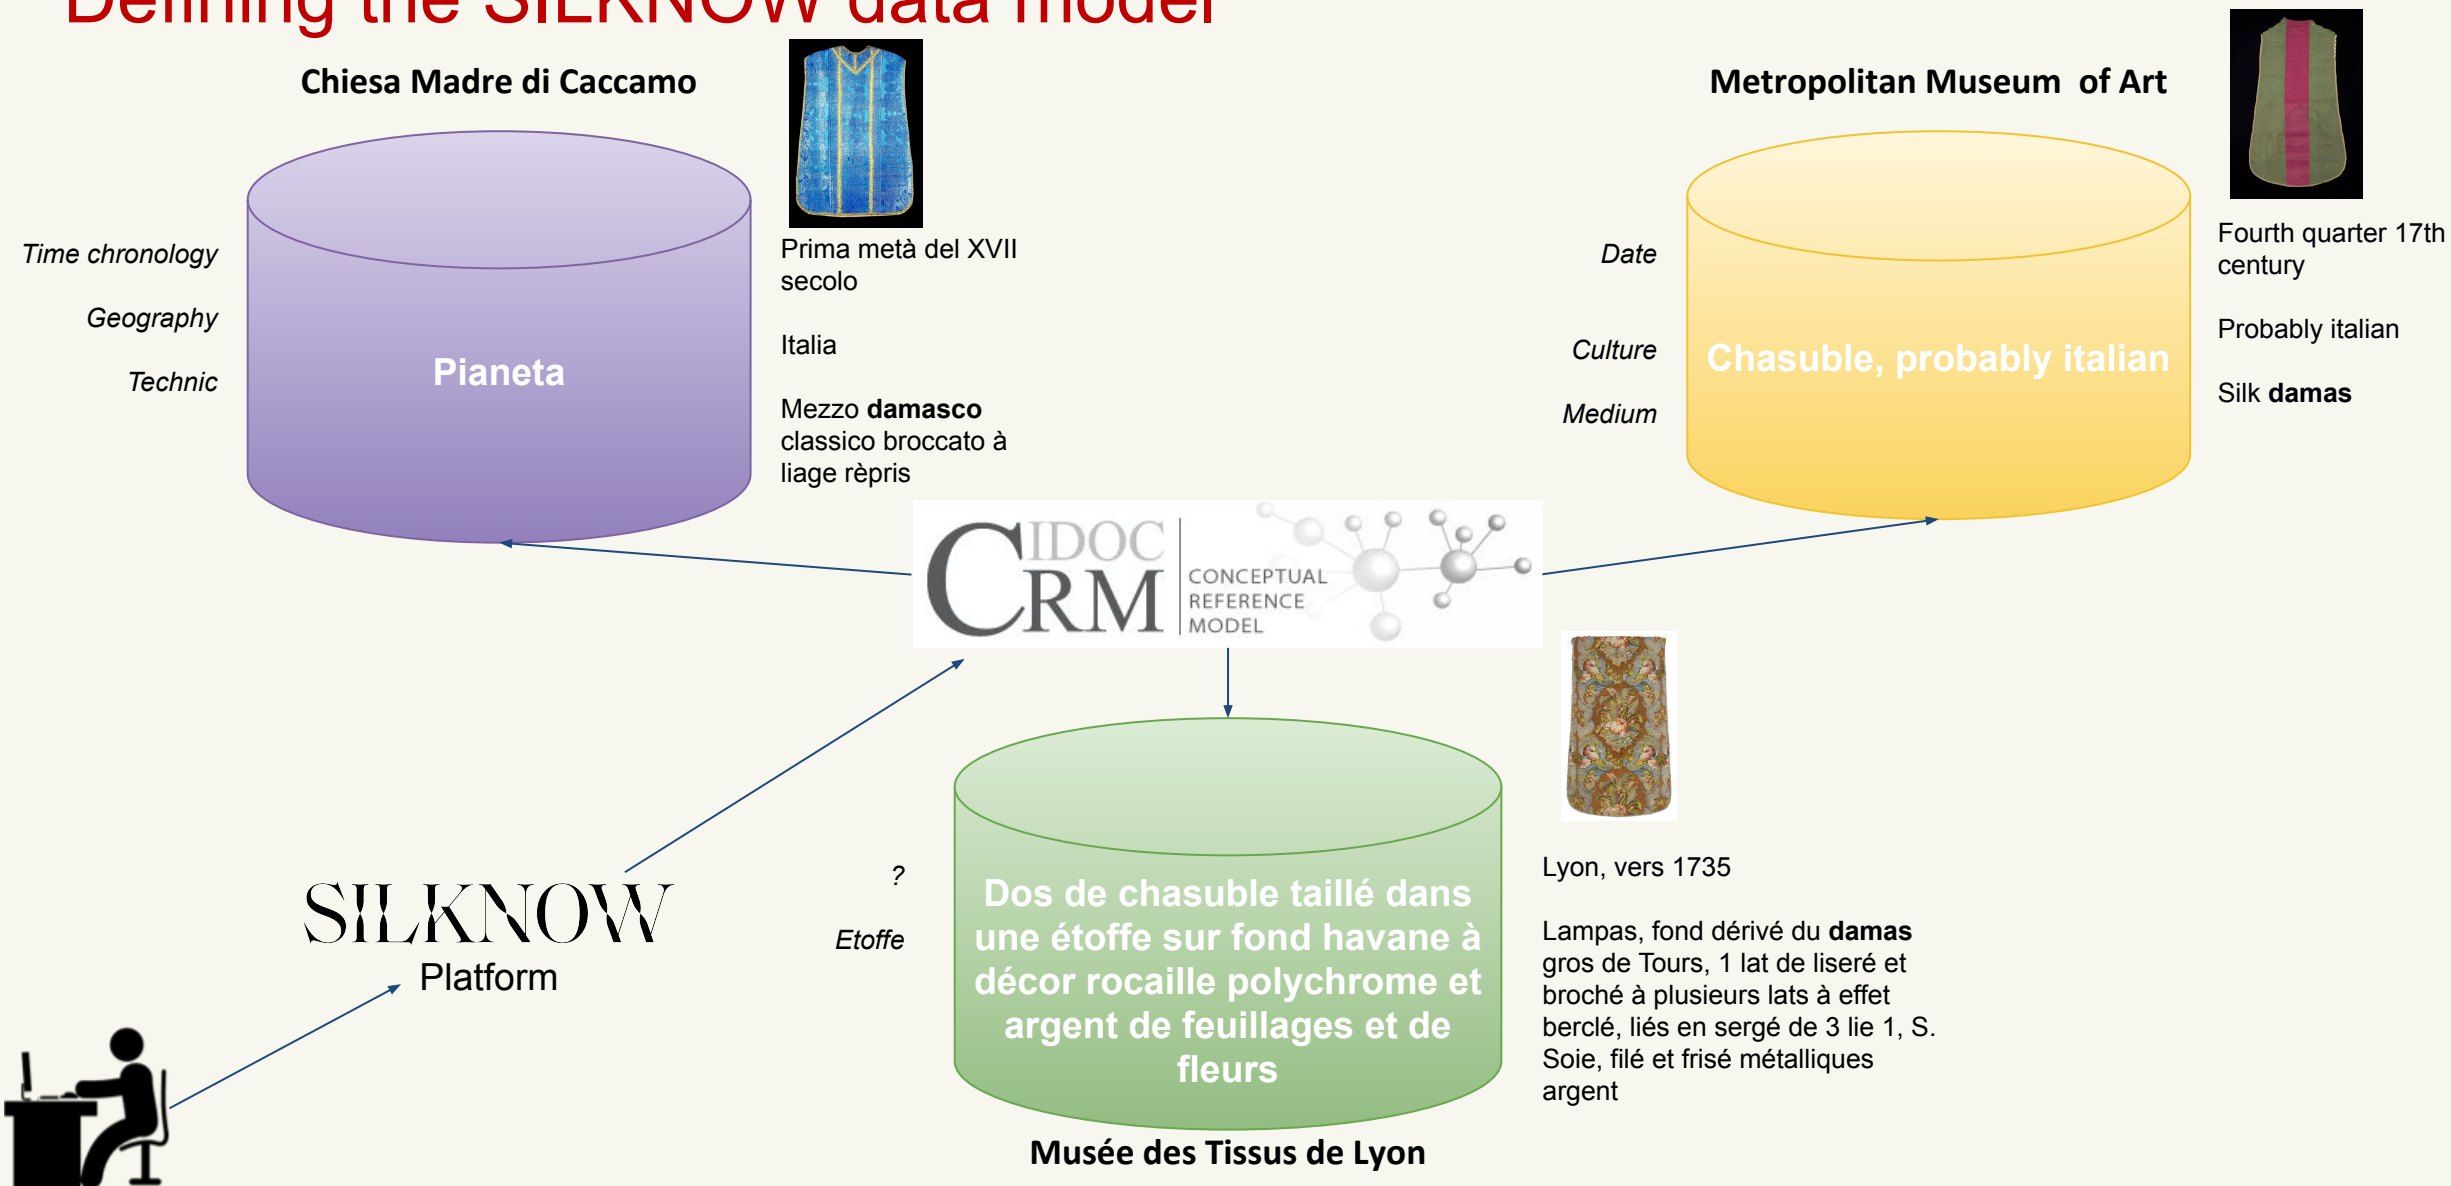 Defining the SILKNOW data model
Chiesa Madre di Caccamo
Time chronology
Geography
Technic
Pianeta
Prima metà del XVII
secolo
Italia
Mezzo damasco
classico broccato à
liage rèpris
Metropolitan Museum of Art
Date
Culture
Medium
Chasuble, probably italian
Fourth quarter 17th
century
Probably italian
Silk damas
CIDOC
CRM
CONCEPTUAL
REFERENCE
MODEL
SILKNOW
Platform
?
Etoffe
Dos de chasuble taillé dans
une étoffe sur fond havane à
décor rocaille polychrome et
argent de feuillages et de
fleurs
Musée des Tissus de Lyon
Lyon, vers 1735
Lampas, fond dérivé du damas
gros de Tours, 1 lat de liseré et
broché à plusieurs lats à effet
berclé, liés en sergé de 3 lie 1, S.
Soie, filé et frisé métalliques
argent